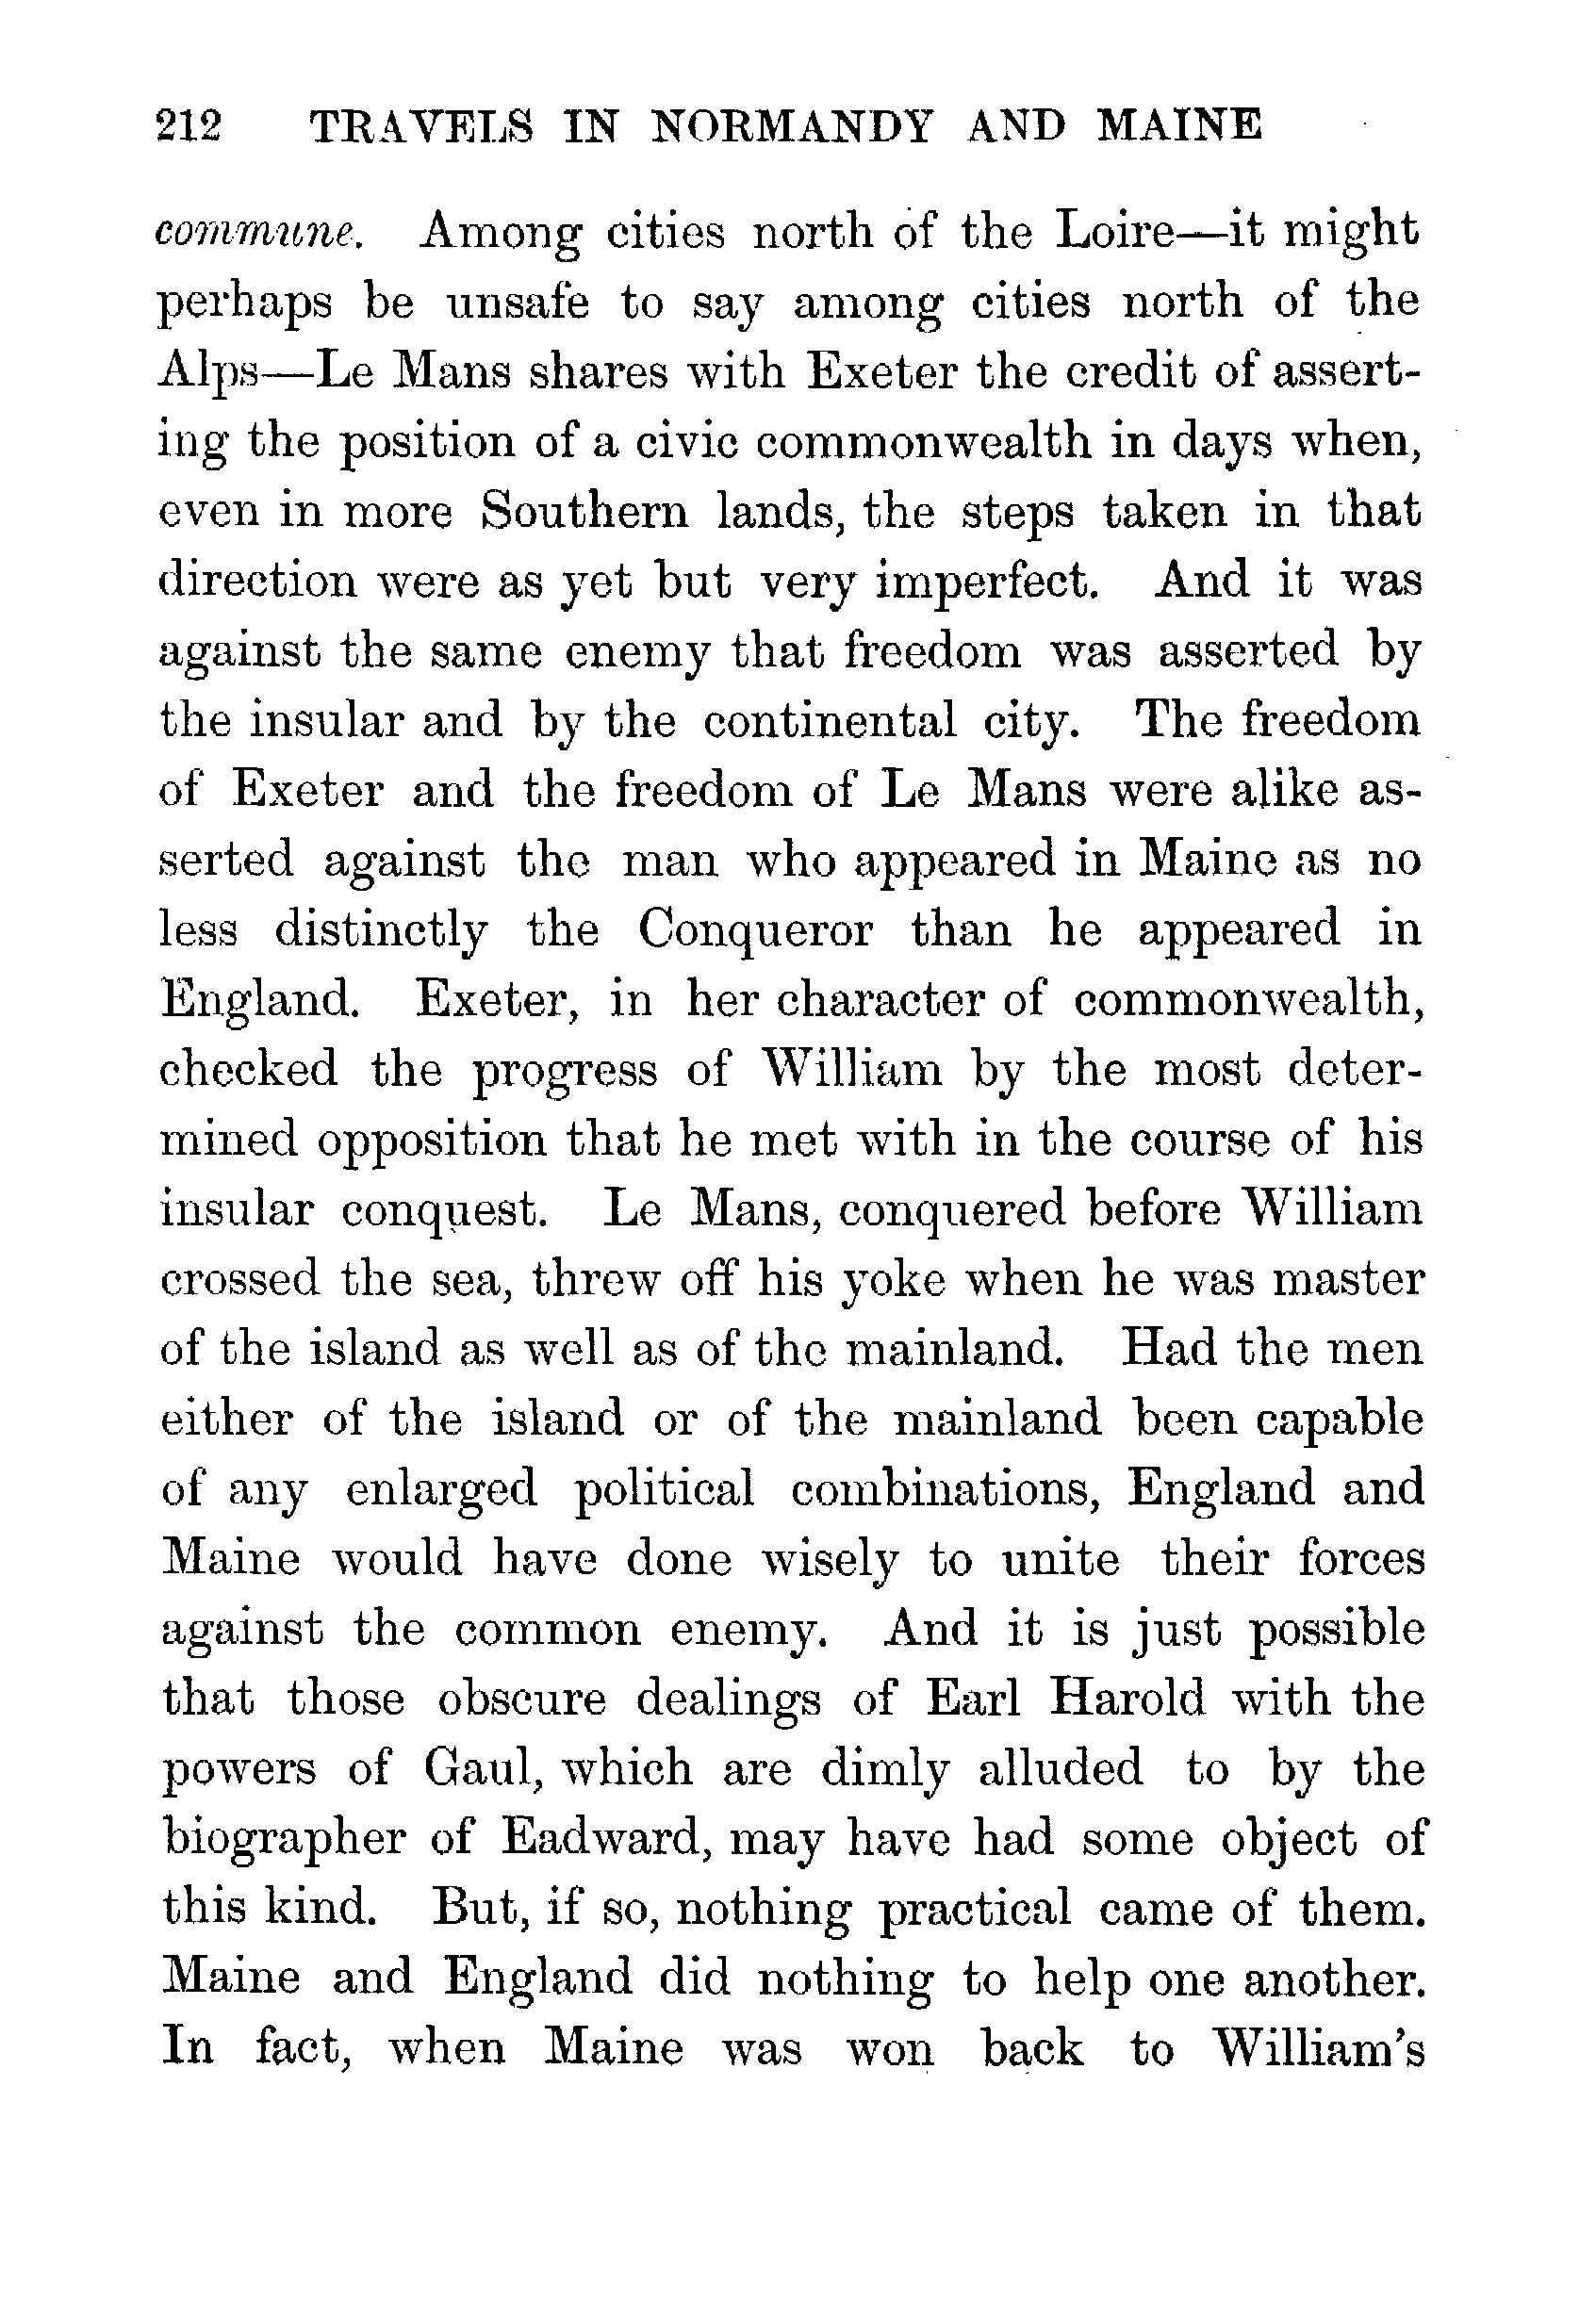 212 TRAVELS IN NORMANDY AND MAINE
commune. Among cities north of the Loire—it might
perhaps be unsafe to say among cities north of the
Alps—Le Mans shares with Exeter the credit of assert-
ing the position of a civic commonwealth in days when,
even in more Southern lands, the steps taken in that
direction were as yet but very imperfect. And it was
against the same enemy that freedom was asserted by
the insular and by the continental city. The freedom
of Exeter and the freedom of Le Mans were alike as-
serted against the man who appeared in Maine as no
less distinctly the Conqueror than he appeared in
England. Exeter, in her character of commonwealth,
checked the progress of William by the most deter-
mined opposition that he met with in the course of his
insular conquest. Le Mans, conquered before William
crossed the sea, threw off his yoke when he was master
of the island as well as of the mainland. Had the men
either of the island or of the mainland been capable
of any enlarged political combinations, England and
Maine would have done wisely to unite their forces
against the common enemy. And it is just possible
that those obscure dealings of Earl Harold with the
powers of Gaul, which are dimly alluded to by the
biographer of Eadward, may have had some object of
this kind. But, if so, nothing practical came of them.
Maine and England did nothing to help one another.
In fact, when Maine was won back to William's